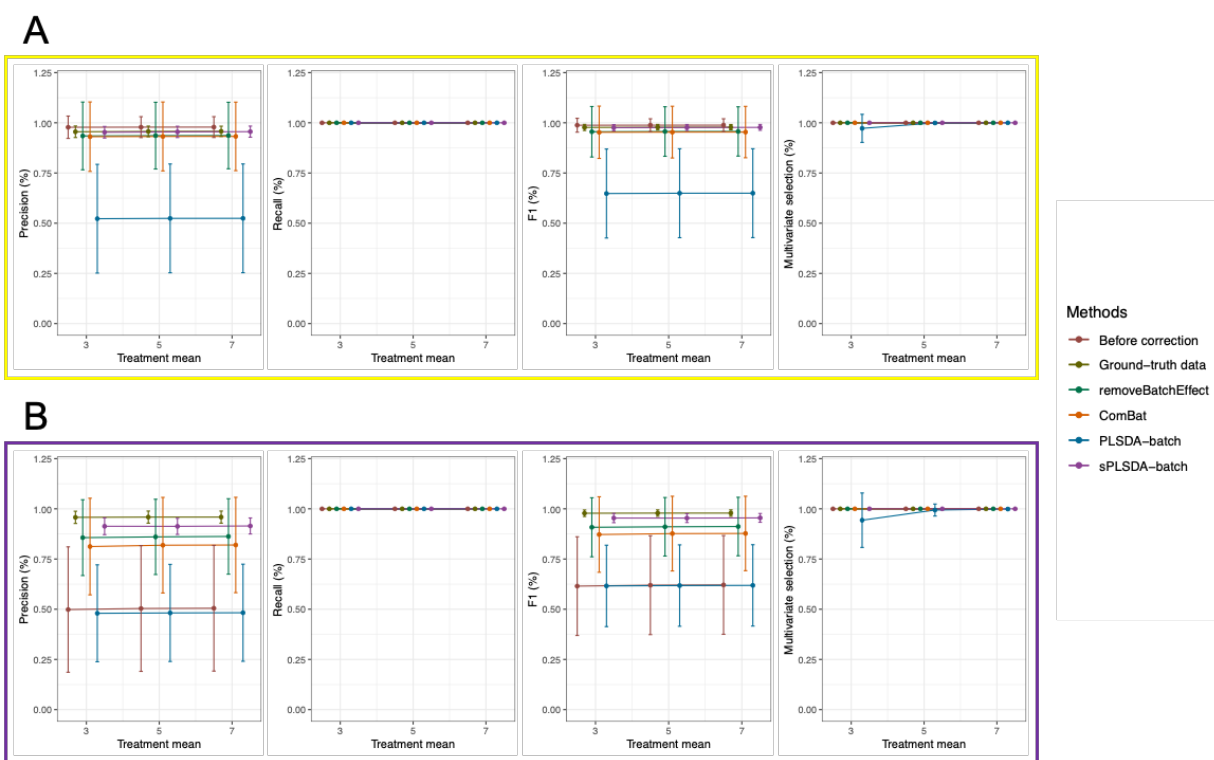 A
1.25
1.00
0.75
0.50
0.25
0.00
Precision (%)
3 5 7
Treatment mean
1.25
1.00
0.75
0.50
0.25
0.00
Recall (%)
3 5 7
Treatment mean
1.25
1.00
0.75
0.50
0.25
0.00
F1 (%)
3 5 7
Treatment mean
1.25
1.00
0.75
0.50
0.25
0.00
Multivariate selection (%)
3 5 7
Treatment mean
B
1.25
1.00
0.75
0.50
0.25
0.00
Precision (%)
3 5 7
Treatment mean
1.25
1.00
0.75
0.50
0.25
0.00
Recall (%)
3 5 7
Treatment mean
1.25
1.00
0.75
0.50
0.25
0.00
F1 (%)
3 5 7
Treatment mean
1.25
1.00
0.75
0.50
0.25
0.00
Multivariate selection (%)
3 5 7
Treatment mean
Methods
Before correction
Ground−truth data
removeBatchEffect
ComBat
PLSDA−batch
sPLSDA−batch